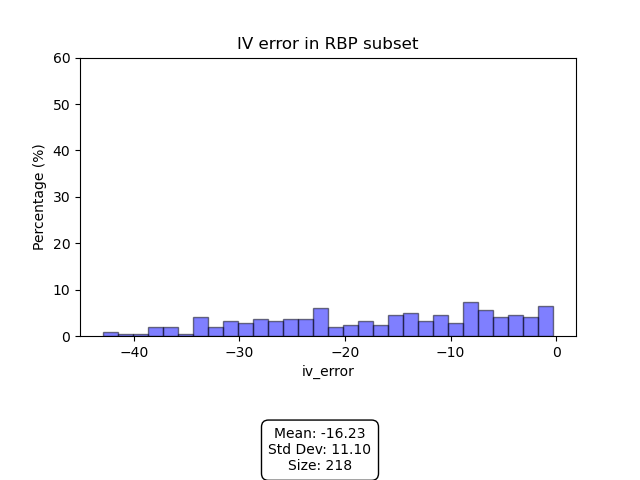 IV error in RBP subset
60
50
40
30
20
10
0
Percentage (%)
−40
−30
−20
−10
0
iv_error
Mean: -16.23
Std Dev: 11.10
Size: 218